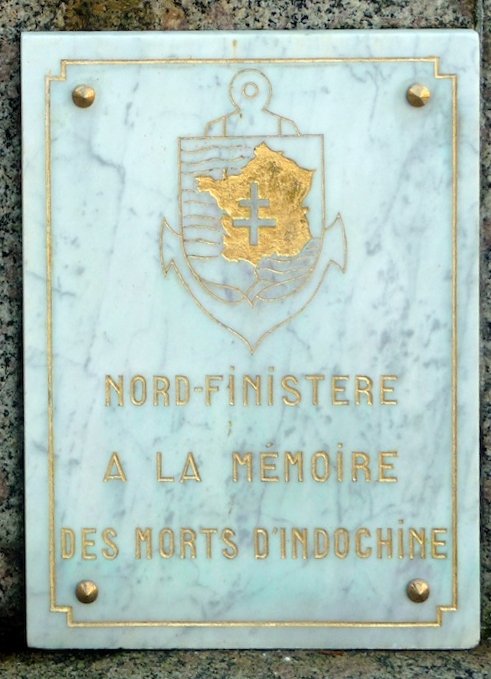 NORD-FiNiSTERE
A LA MÉMOiRE
DES MORTS D'INDOCHiNE